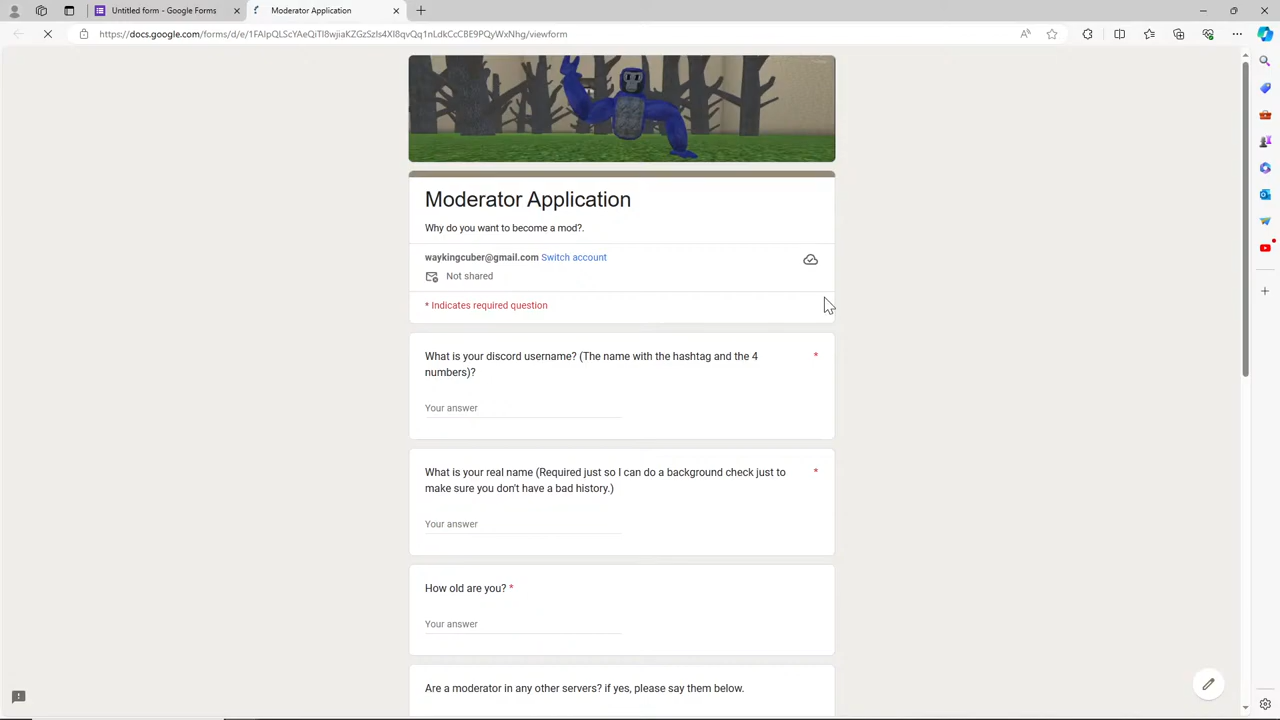 Untitled form - Google Forms
Moderator Application
https://docs.google.com/forms/d/e/1FAIpQLScYAeQiTl8wjiaKZGzSzIs4Xl8qvQq1nLdkCcCBE9PQyWxNhg/viewform
Moderator Application
Why do you want to become a mod?.
waykingcuber@gmail.com Switch account
Not shared
* Indicates required question
What is your discord username? (The name with the hashtag and the 4 *
numbers)?
Your answer
What is your real name (Required just so I can do a background check just to *
make sure you don't have a bad history.)
Your answer
How old are you? *
Your answer
Are a moderator in any other servers? if yes, please say them below.